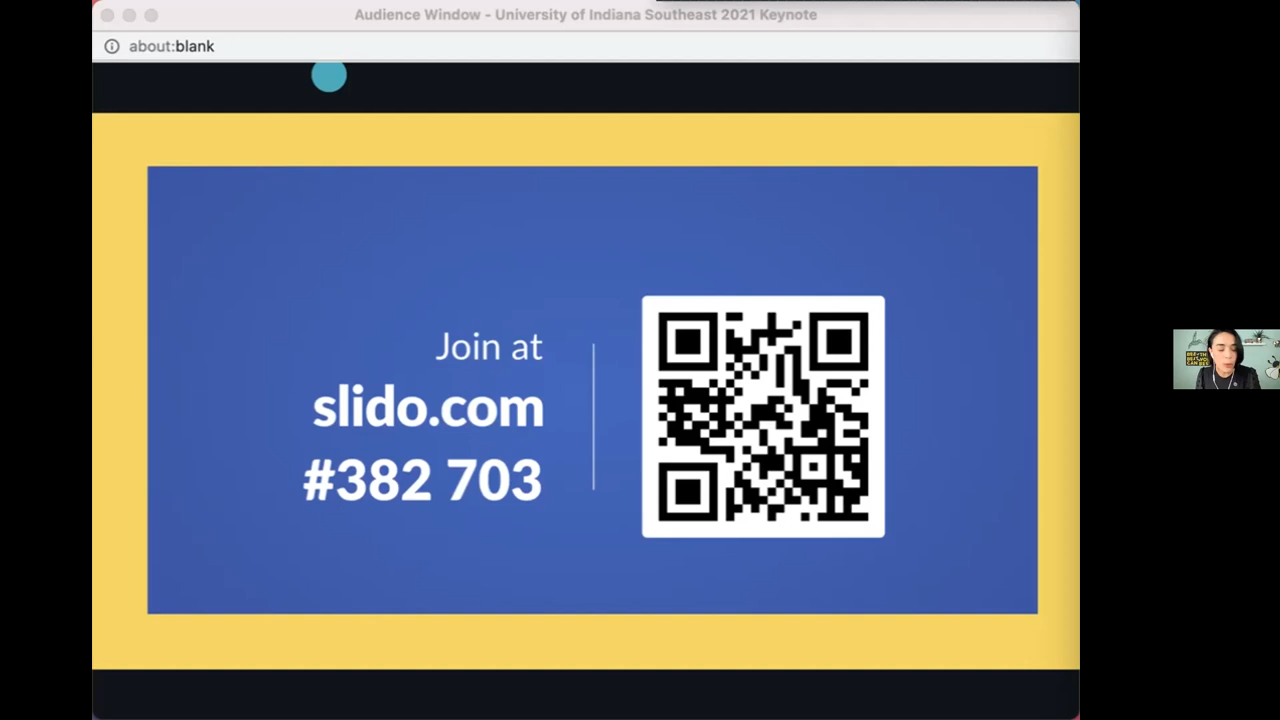 Audience Window - University of Indiana Southeast 2021 Keynote
about:blank
Join at
slido.com
#382 703